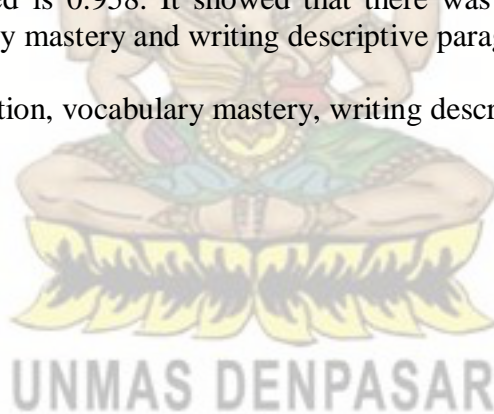 ed is 0.958. It showed that there was
y mastery and writing descriptive parag
tion, vocabulary mastery, writing descr
UNMAS DENPASAR